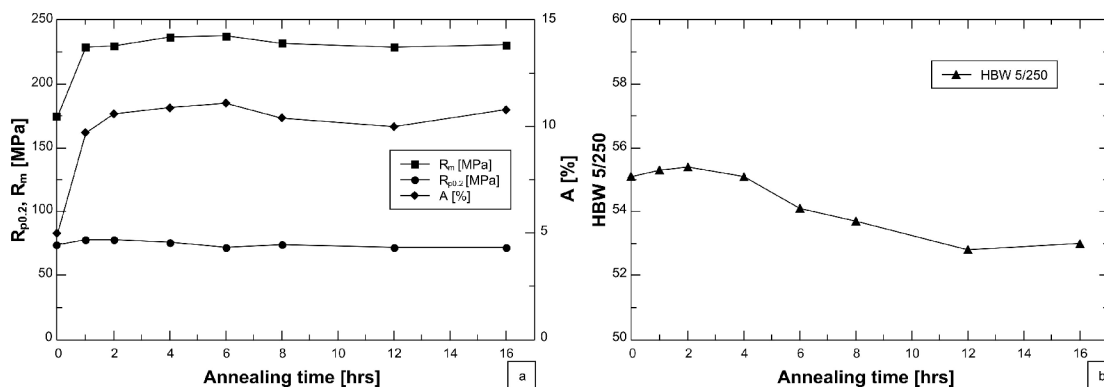 250
200
150
100
50
0
R_p0.2, R_m [MPa]
15
10
5
0
A [%]
R_m [MPa]
R_p0.2 [MPa]
A [%]
0 2 4 6 8 10 12 14 16
Annealing time [hrs]
a
60
58
56
54
52
50
HBW 5/250
HBW 5/250
0 2 4 6 8 10 12 14 16
Annealing time [hrs]
b